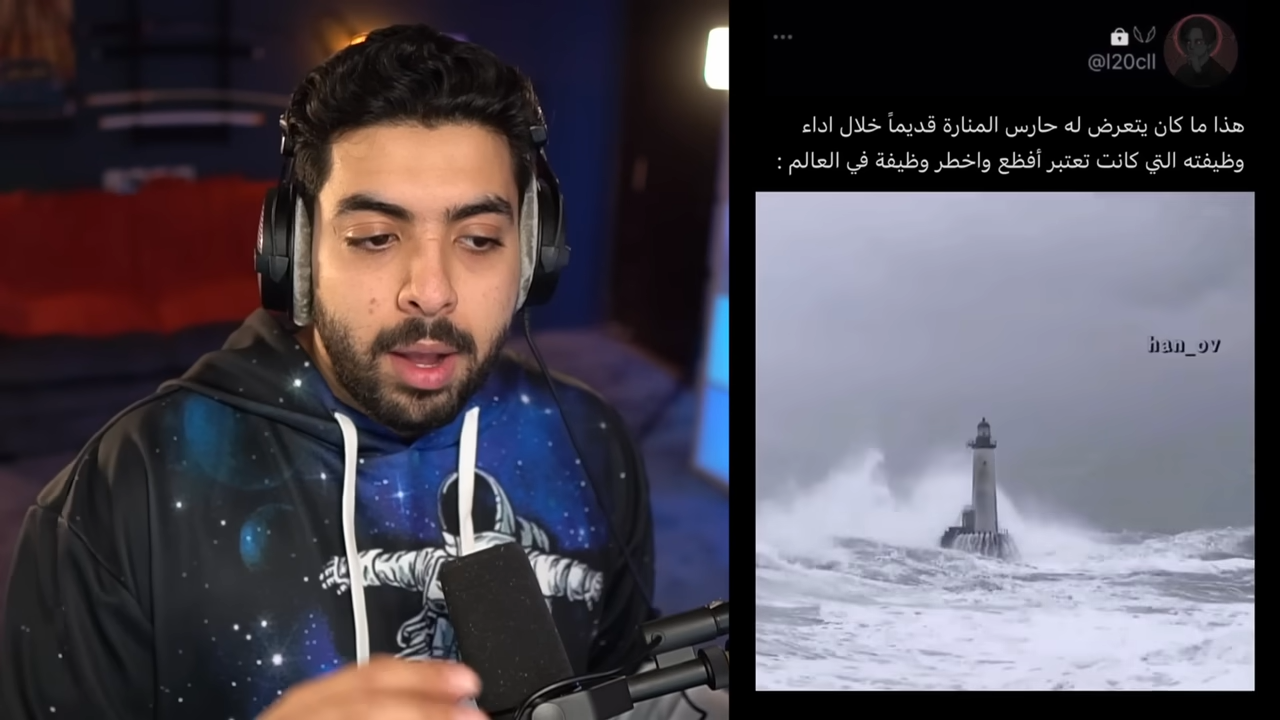 @l20cll
هذا ما كان يتعرض له حارس المنارة قديماً خلال اداء
وظيفته التي كانت تعتبر أفظع واخطر وظيفة في العالم :
han_ov